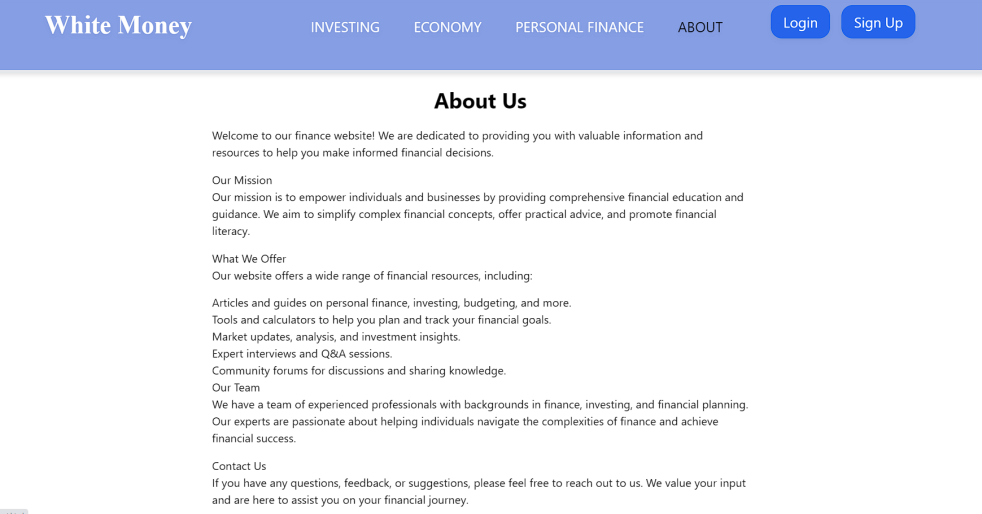 White Money
INVESTING ECONOMY PERSONAL FINANCE ABOUT Login Sign Up
About Us
Welcome to our finance website! We are dedicated to providing you with valuable information and
resources to help you make informed financial decisions.
Our Mission
Our mission is to empower individuals and businesses by providing comprehensive financial education and
guidance. We aim to simplify complex financial concepts, offer practical advice, and promote financial
literacy.
What We Offer
Our website offers a wide range of financial resources, including:
Articles and guides on personal finance, investing, budgeting, and more.
Tools and calculators to help you plan and track your financial goals.
Market updates, analysis, and investment insights.
Expert interviews and Q&A sessions.
Community forums for discussions and sharing knowledge.
Our Team
We have a team of experienced professionals with backgrounds in finance, investing, and financial planning.
Our experts are passionate about helping individuals navigate the complexities of finance and achieve
financial success.
Contact Us
If you have any questions, feedback, or suggestions, please feel free to reach out to us. We value your input
and are here to assist you on your financial journey.